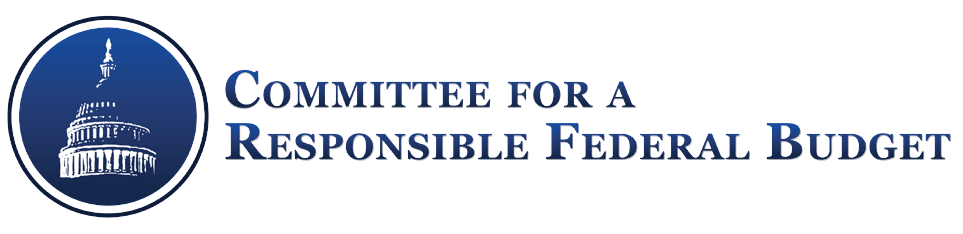 Committee for a
Responsible Federal Budget